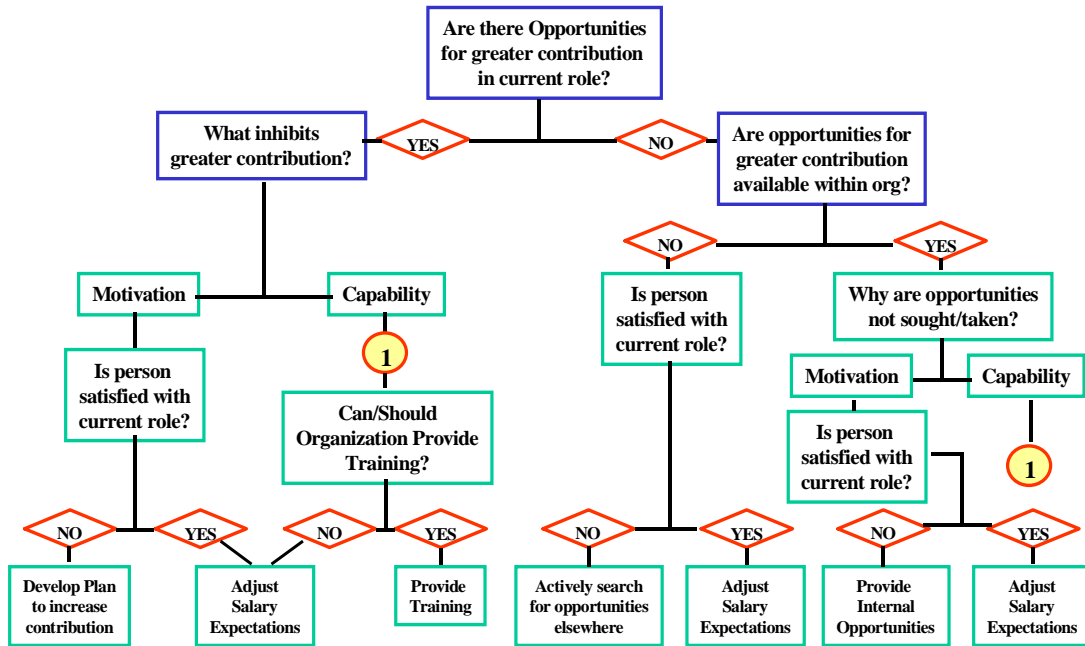 Are there Opportunities
for greater contribution
in current role?
What inhibits
greater contribution?
YES
NO
Are opportunities for
greater contribution
available within org?
NO
YES
Motivation
Capability
Is person
satisfied with
current role?
Why are opportunities
not sought/taken?
1
Is person
satisfied with
current role?
Motivation
Capability
Can/Should
Organization Provide
Training?
Is person
satisfied with
current role?
1
NO
YES
NO
YES
NO
YES
NO
YES
Develop Plan
to increase
contribution
Adjust
Salary
Expectations
Provide
Training
Actively search
for opportunities
elsewhere
Adjust
Salary
Expectations
Provide
Internal
Opportunities
Adjust
Salary
Expectations